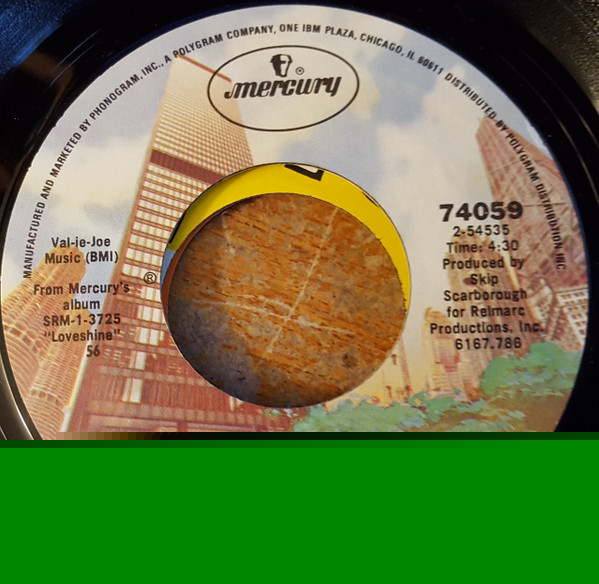 MANUFACTURED AND MARKETED BY PHONOGRAM, INC., A POLYGRAM COMPANY, ONE IBM PLAZA, CHICAGO, IL 60611 DISTRIBUTED BY POLYGRAM DISTRIBUTION, INC.
mercury®
Val-ie-Joe
Music (BMI)
®
From Mercury's
album
SRM-1-3725
"Loveshine"
56
74059
2-54535
Time: 4:30
Produced by
Skip
Scarborough
for Relmarc
Productions, Inc.
6167.786